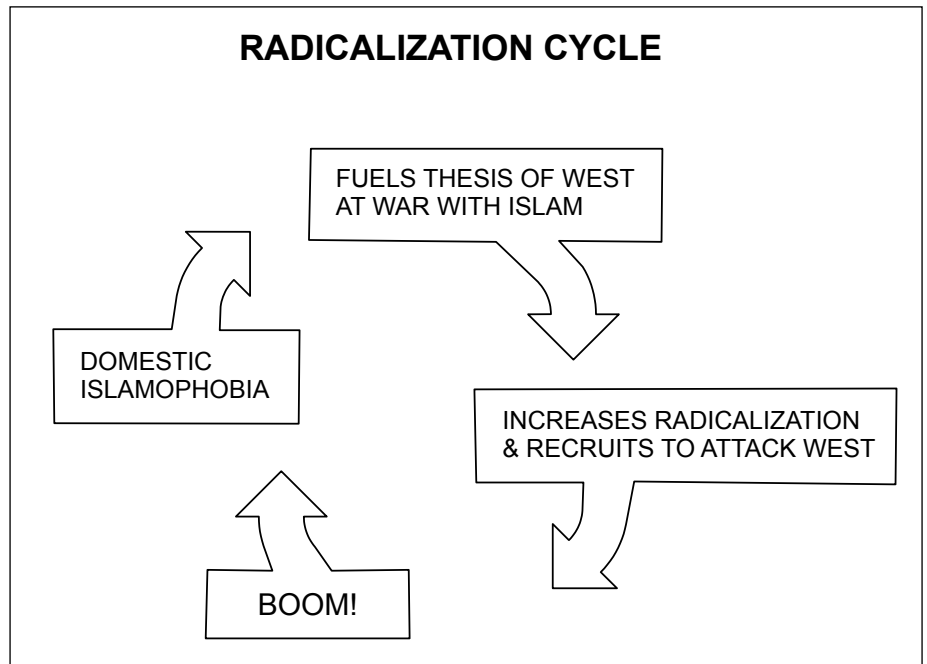 RADICALIZATION CYCLE
FUELS THESIS OF WEST
AT WAR WITH ISLAM
DOMESTIC
ISLAMOPHOBIA
INCREASES RADICALIZATION
& RECRUITS TO ATTACK WEST
BOOM!